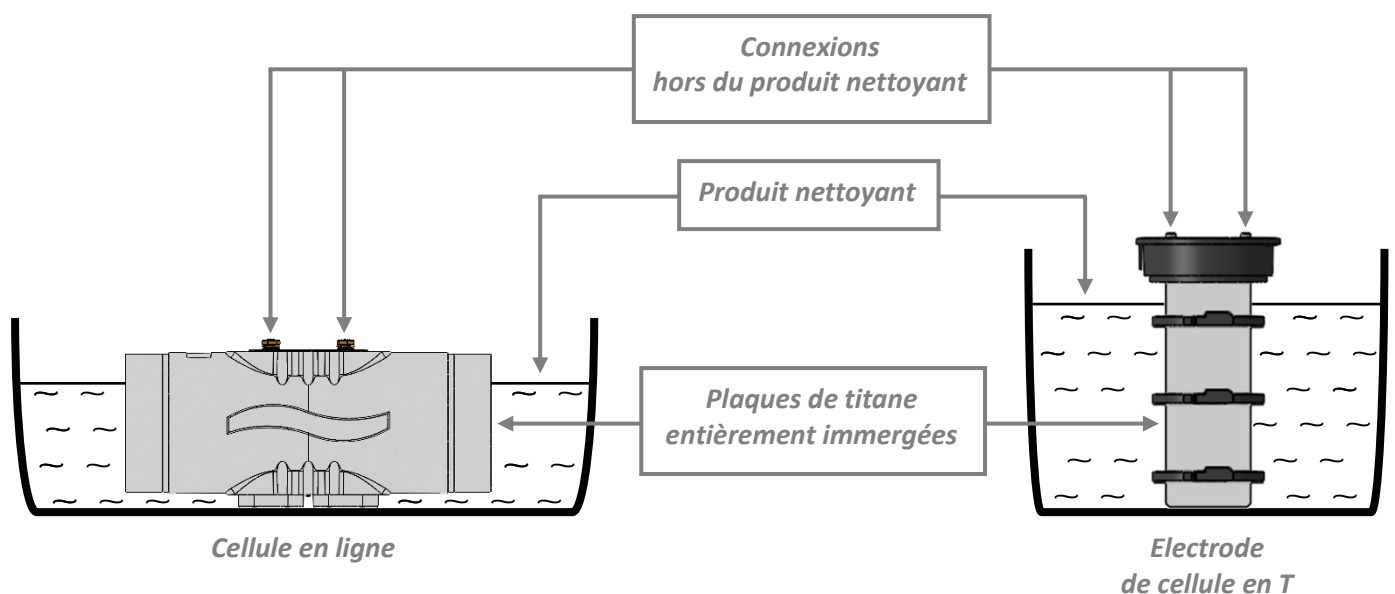 Connexions
hors du produit nettoyant
Produit nettoyant
Plaques de titane
entièrement immergées
Cellule en ligne
Electrode
de cellule en T